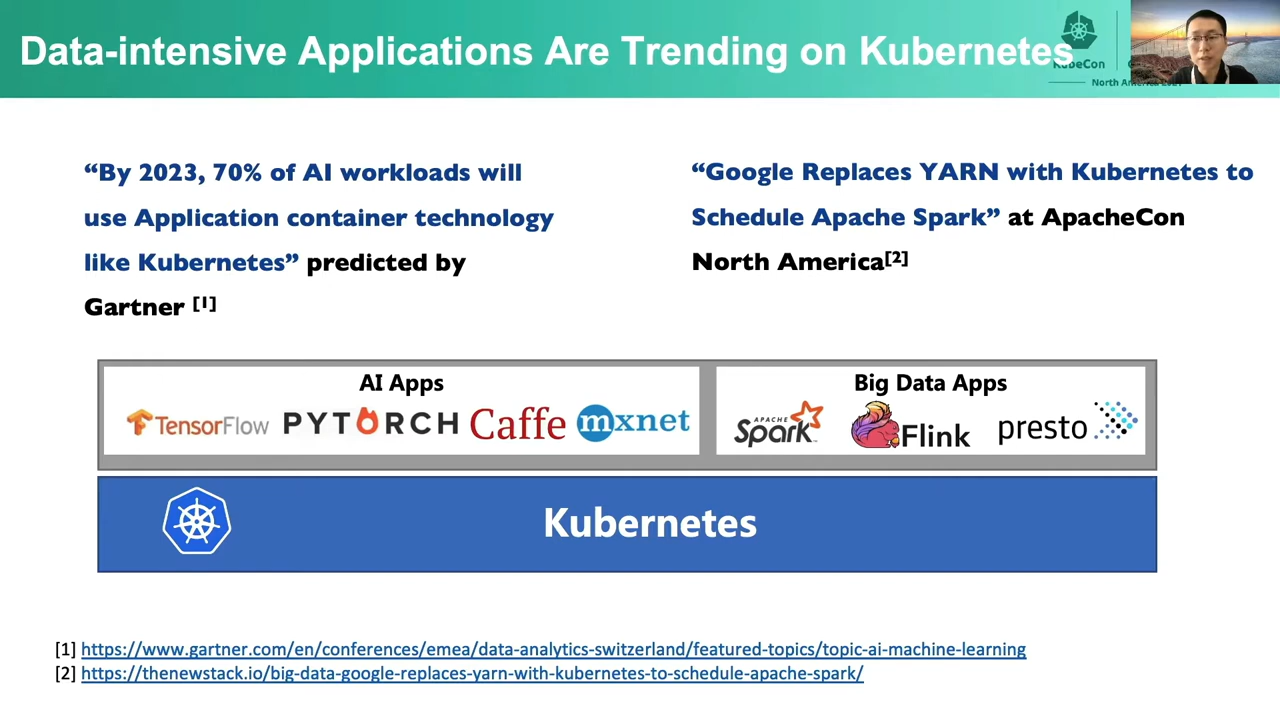 Data-intensive Applications Are Trending on Kubernetes
KubeCon
North America 2021
“By 2023, 70% of AI workloads will
use Application container technology
like Kubernetes” predicted by
Gartner [1]
“Google Replaces YARN with Kubernetes to
Schedule Apache Spark” at ApacheCon
North America[2]
AI Apps
TensorFlow
PYTORCH
Caffe
mxnet
Big Data Apps
APACHE
Spark
Flink
presto
Kubernetes
[1] https://www.gartner.com/en/conferences/emea/data-analytics-switzerland/featured-topics/topic-ai-machine-learning
[2] https://thenewstack.io/big-data-google-replaces-yarn-with-kubernetes-to-schedule-apache-spark/